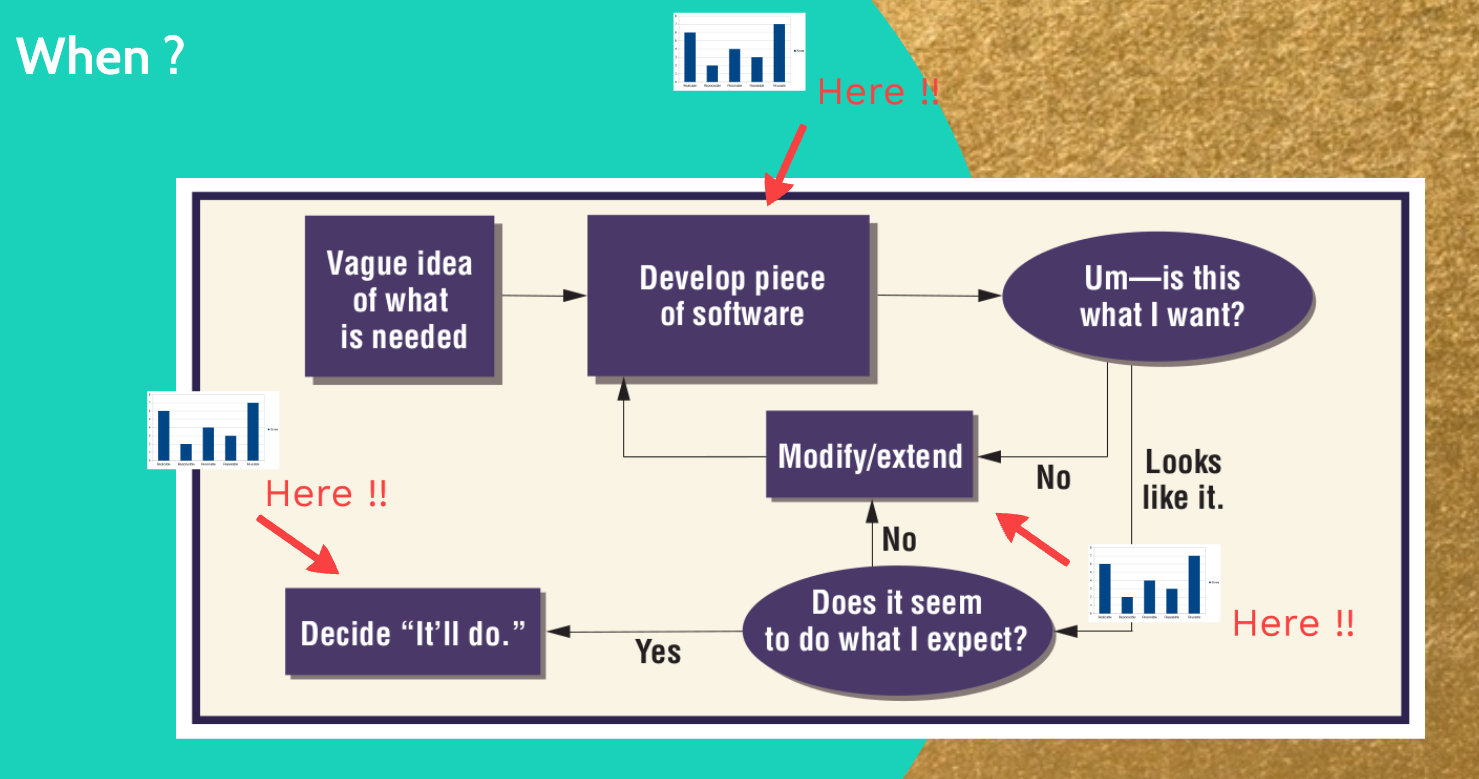 When ?
Here !!
Vague idea
of what
is needed
Develop piece
of software
Um—is this
what I want?
Modify/extend
No
Looks
like it.
Here !!
No
Does it seem
to do what I expect?
Here !!
Decide “It’ll do.”
Yes